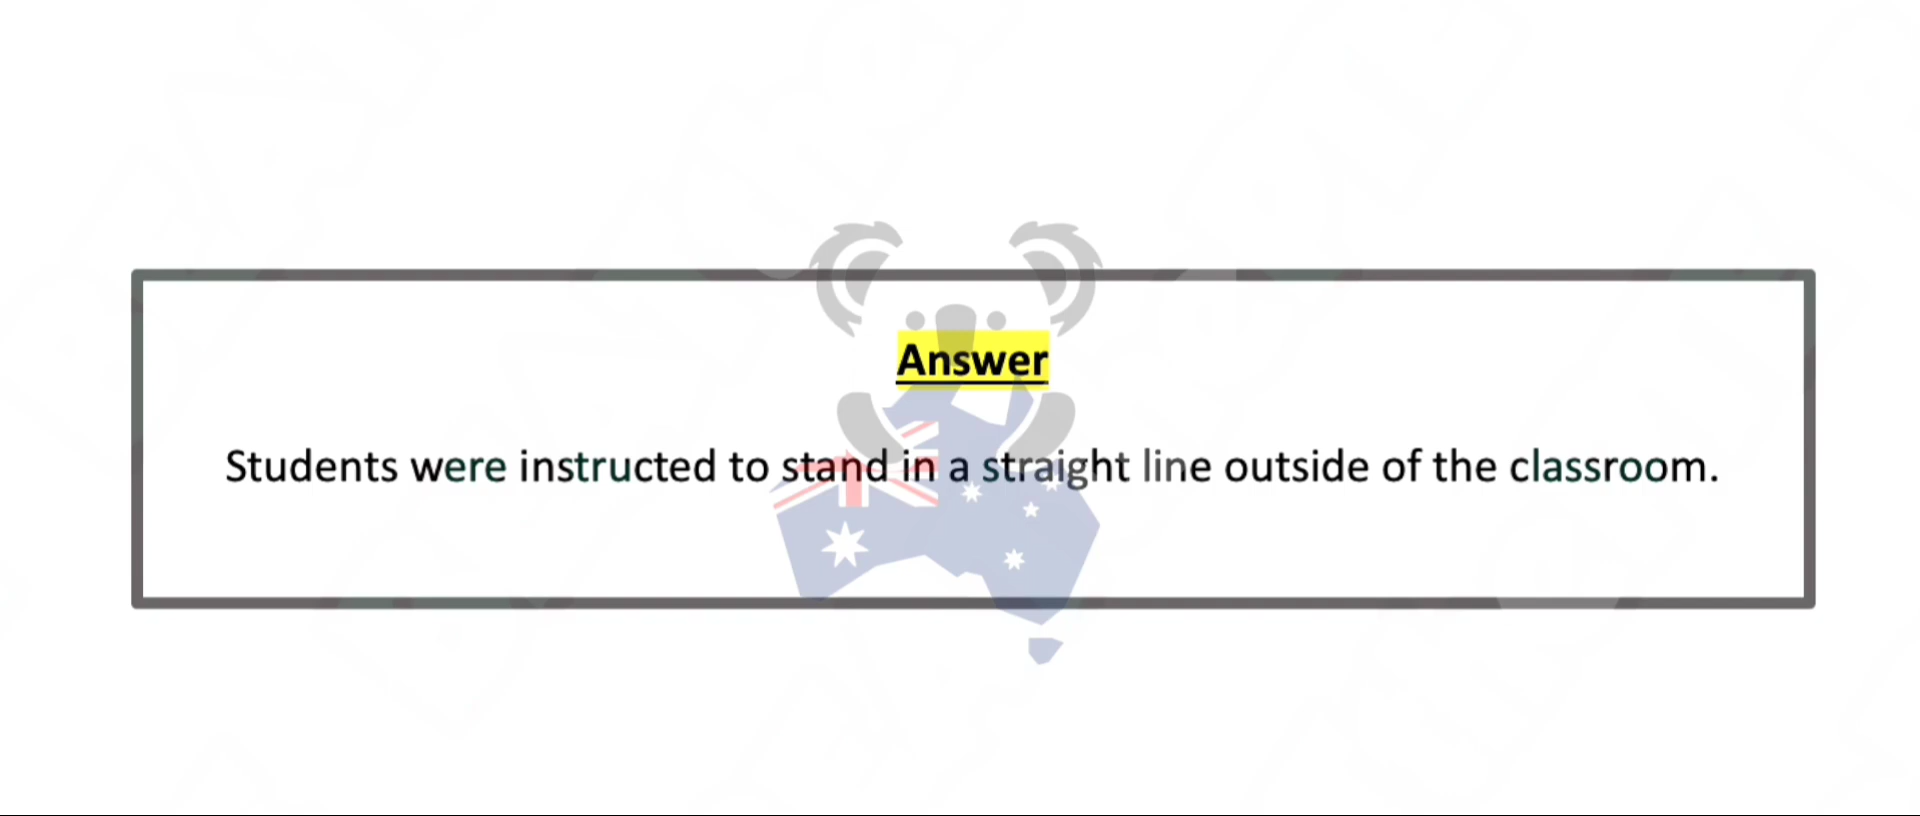 Answer
Students were instructed to stand in a straight line outside of the classroom.